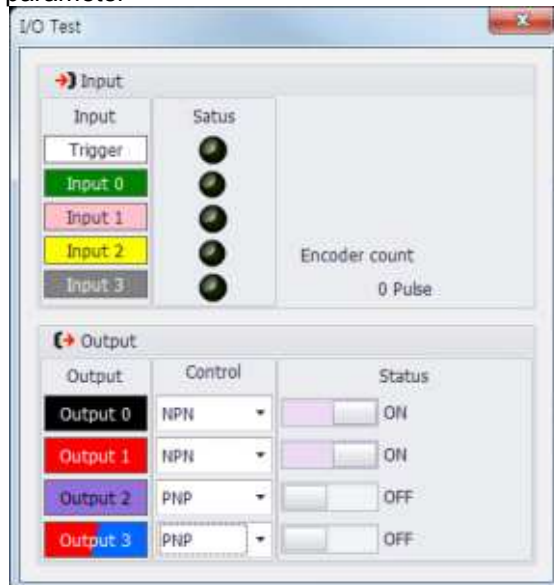 parameter
I/O Test
Input
Input Satus
Trigger
Input 0
Input 1
Input 2
Input 3
Encoder count
0 Pulse
Output
Output Control Status
Output 0 NPN ON
Output 1 NPN ON
Output 2 PNP OFF
Output 3 PNP OFF